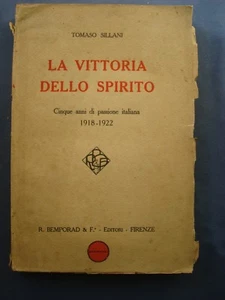 TOMASO SILLANI
LA VITTORIA
DELLO SPIRITO
Cinque anni di passione italiana
1918-1922
R. BEMPORAD & F.º - EDITORI - FIRENZE